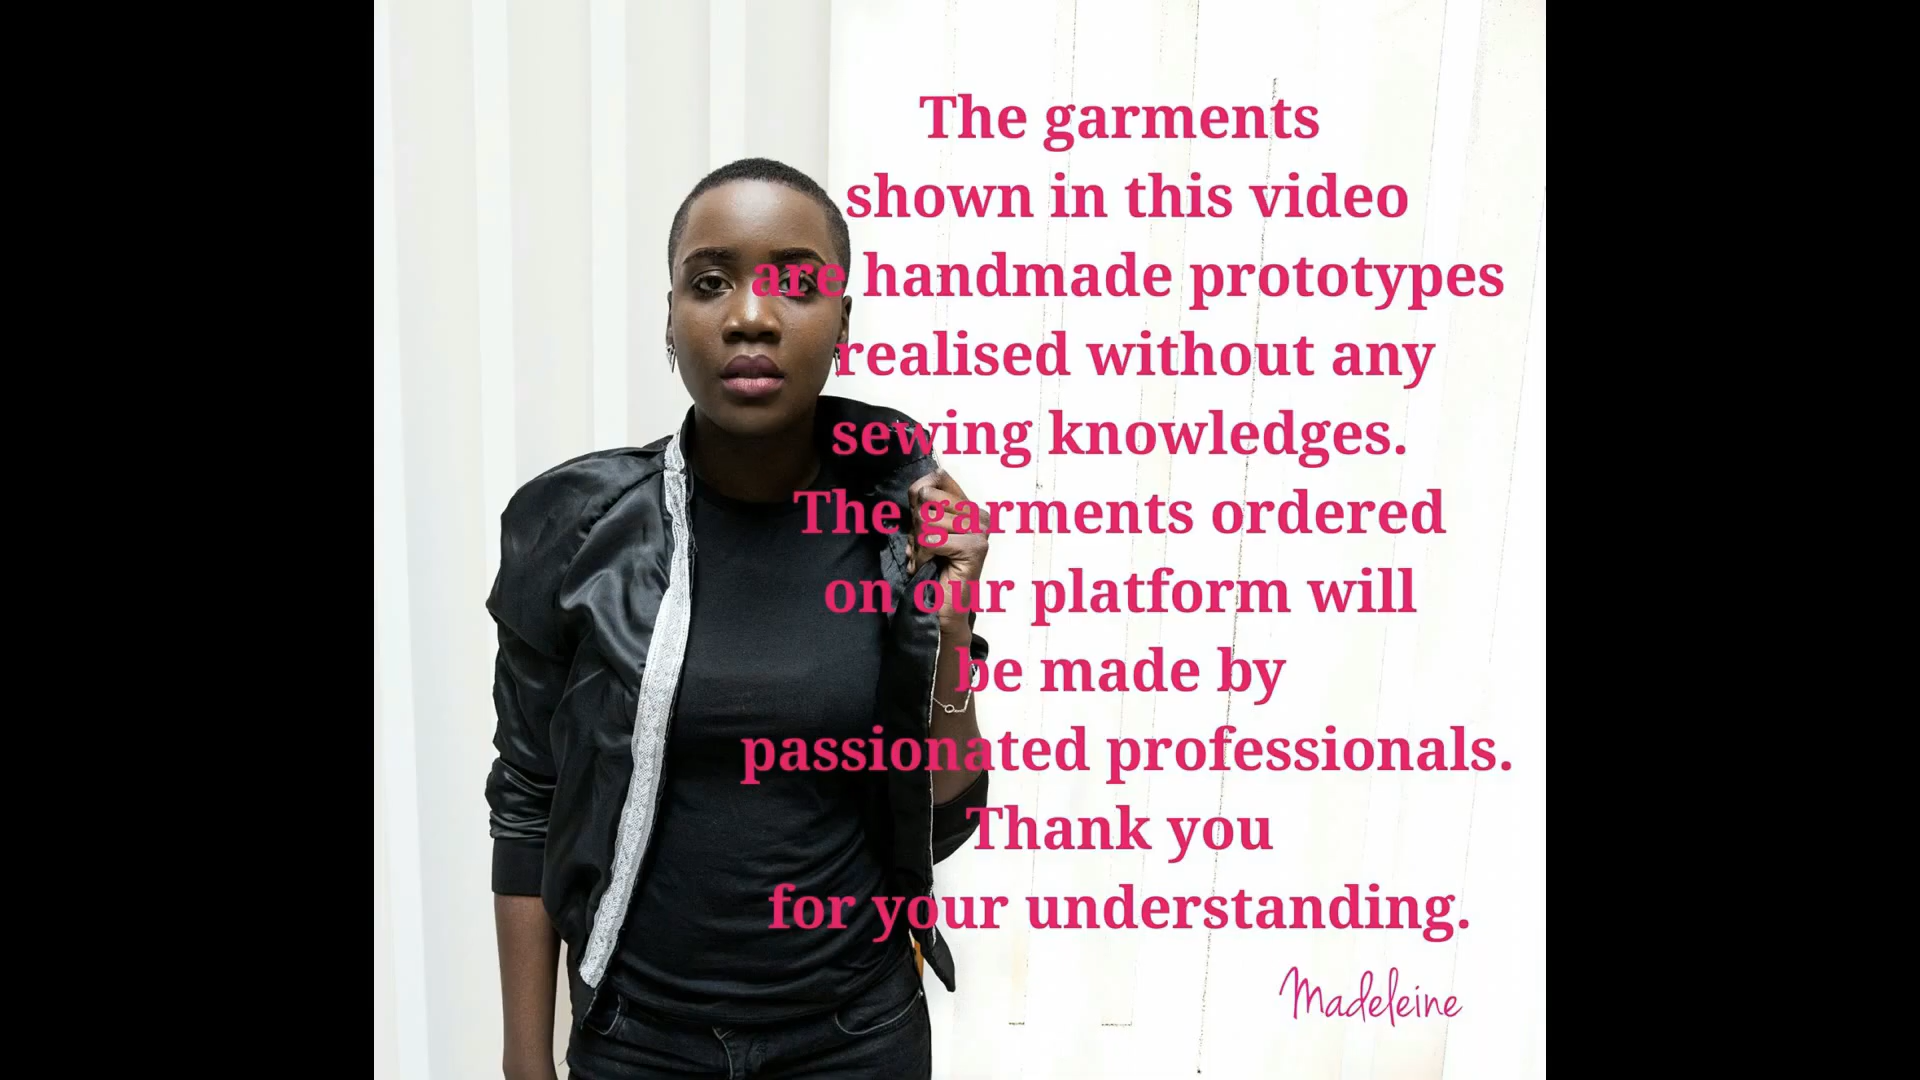 The garments
shown in this video
are handmade prototypes
realised without any
sewing knowledges.
The garments ordered
on our platform will
be made by
passionated professionals.
Thank you
for your understanding.
Madeleine